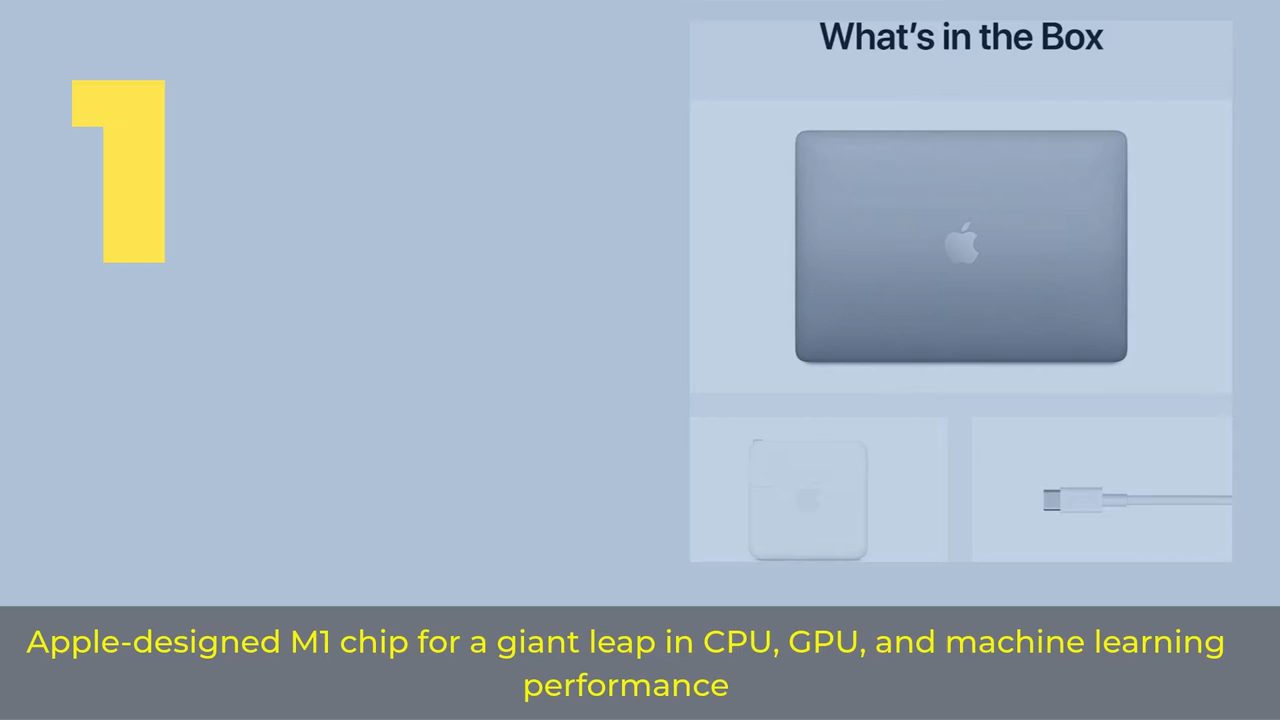 1
What's in the Box
Apple-designed M1 chip for a giant leap in CPU, GPU, and machine learning
performance